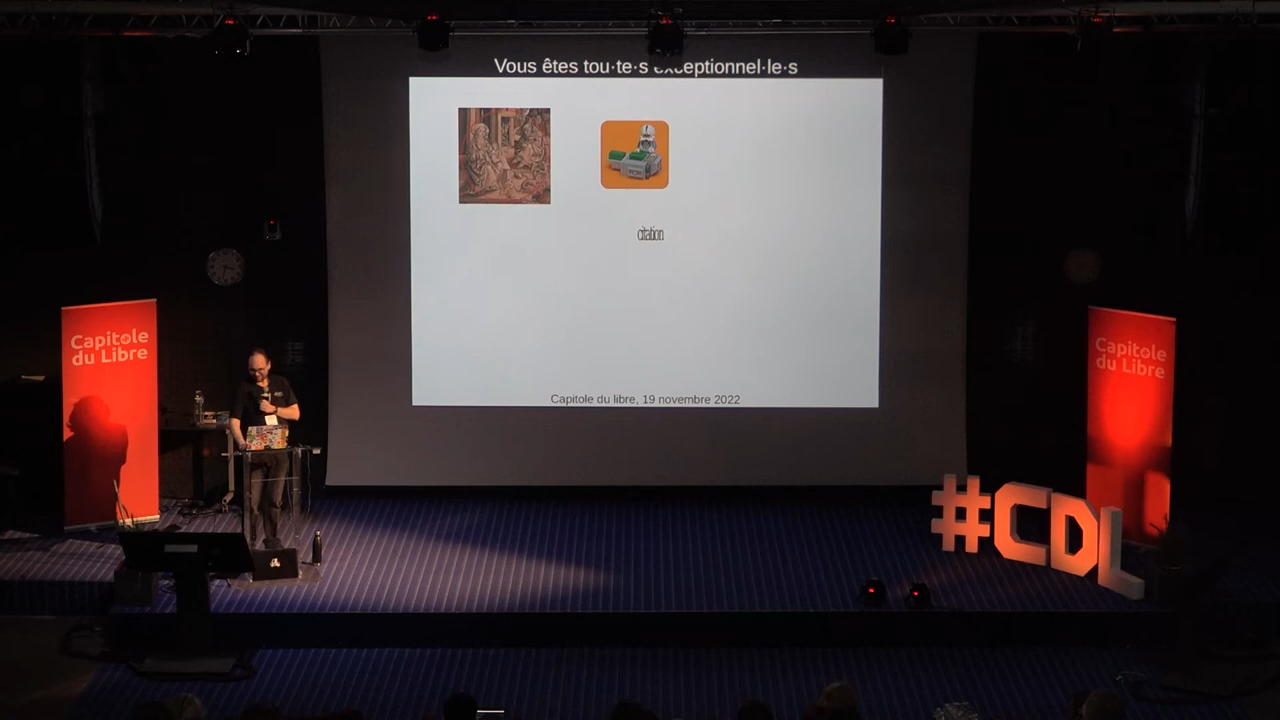 Vous êtes tou·te·s exceptionnel·le·s
citation
Capitole du libre, 19 novembre 2022
Capitole
du Libre
Capitole
du Libre
#CDL